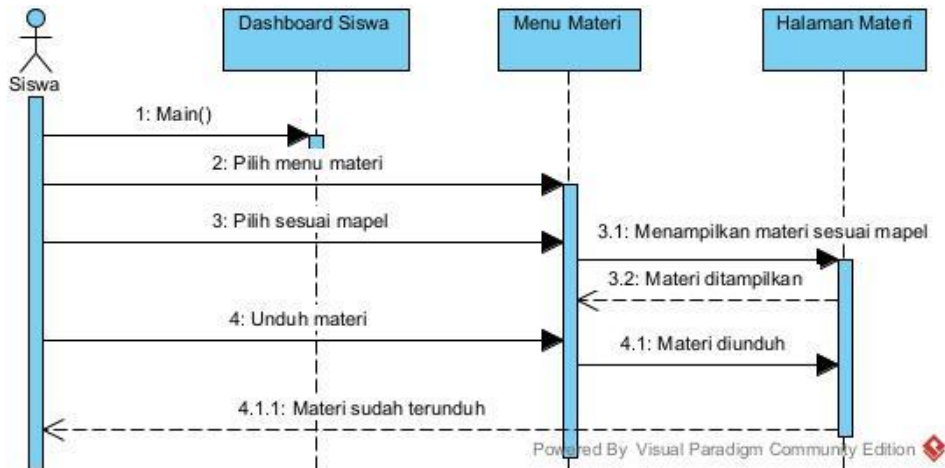 Dashboard Siswa
Menu Materi
Halaman Materi
Siswa
1: Main()
2: Pilih menu materi
3: Pilih sesuai mapel
3.1: Menampilkan materi sesuai mapel
3.2: Materi ditampilkan
4: Unduh materi
4.1: Materi diunduh
4.1.1: Materi sudah terunduh
Powered By Visual Paradigm Community Edition